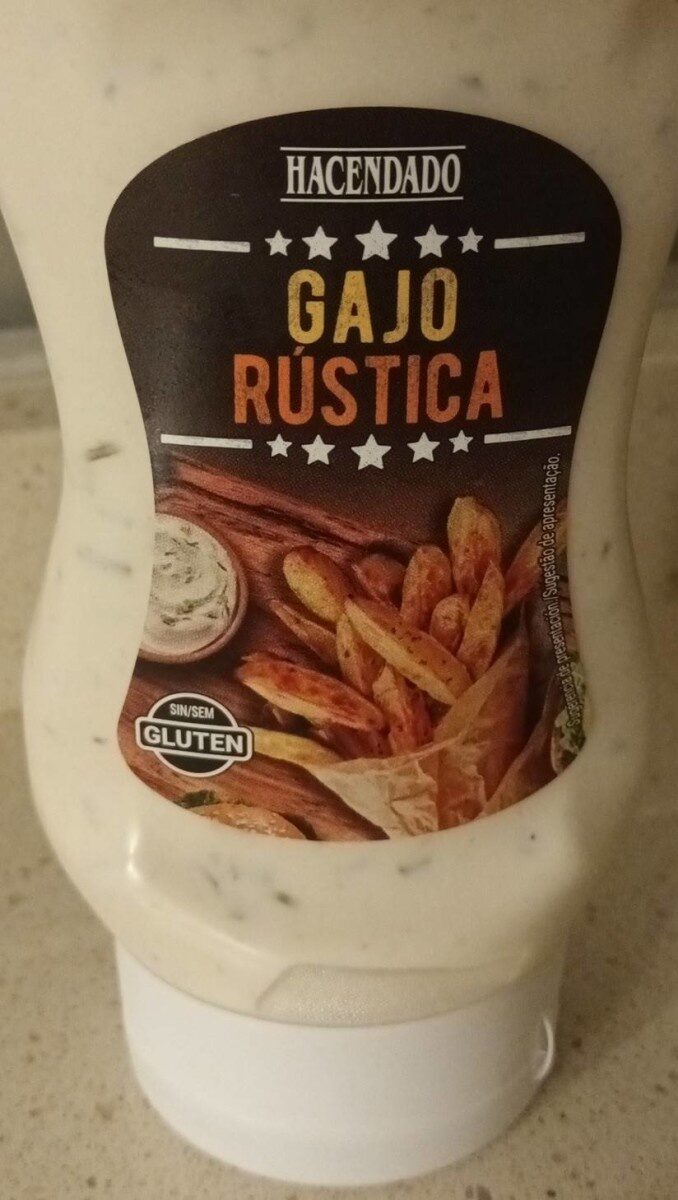 HACENDADO
GAJO
RÚSTICA
Sugerencia de presentación./Sugestão de apresentação.
SIN/SEM
GLUTEN